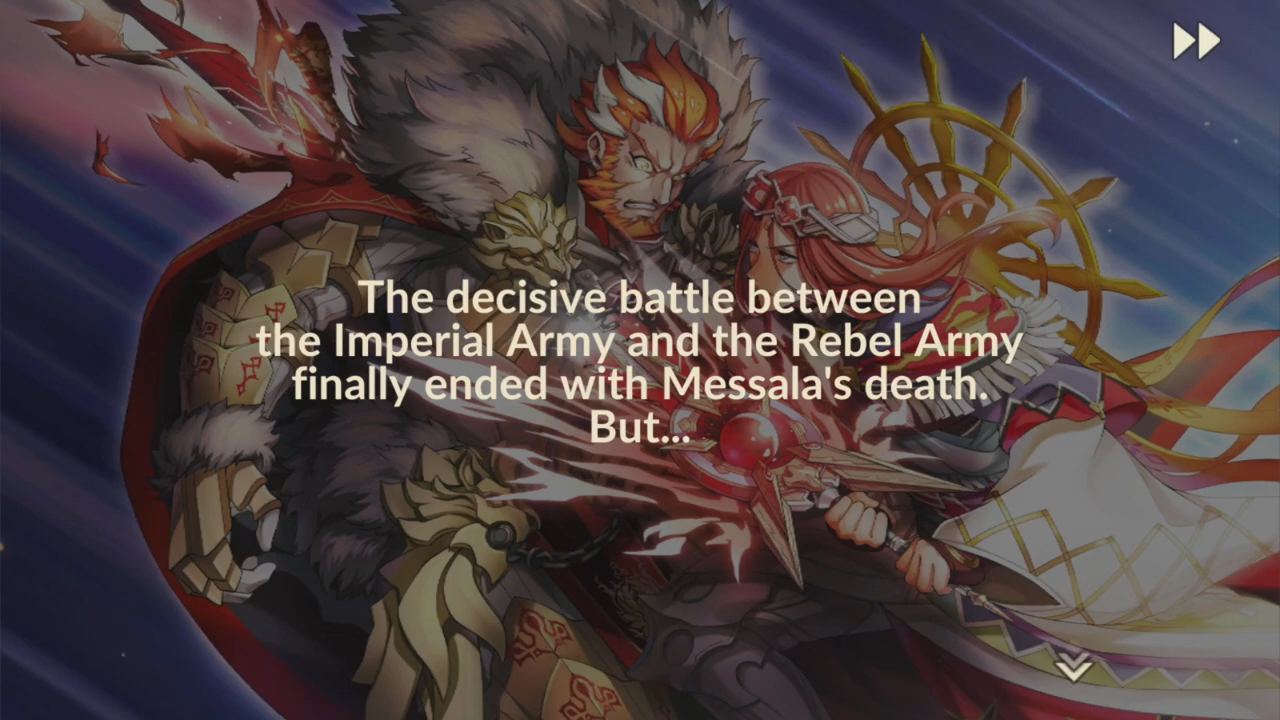 The decisive battle between
the Imperial Army and the Rebel Army
finally ended with Messala's death.
But...